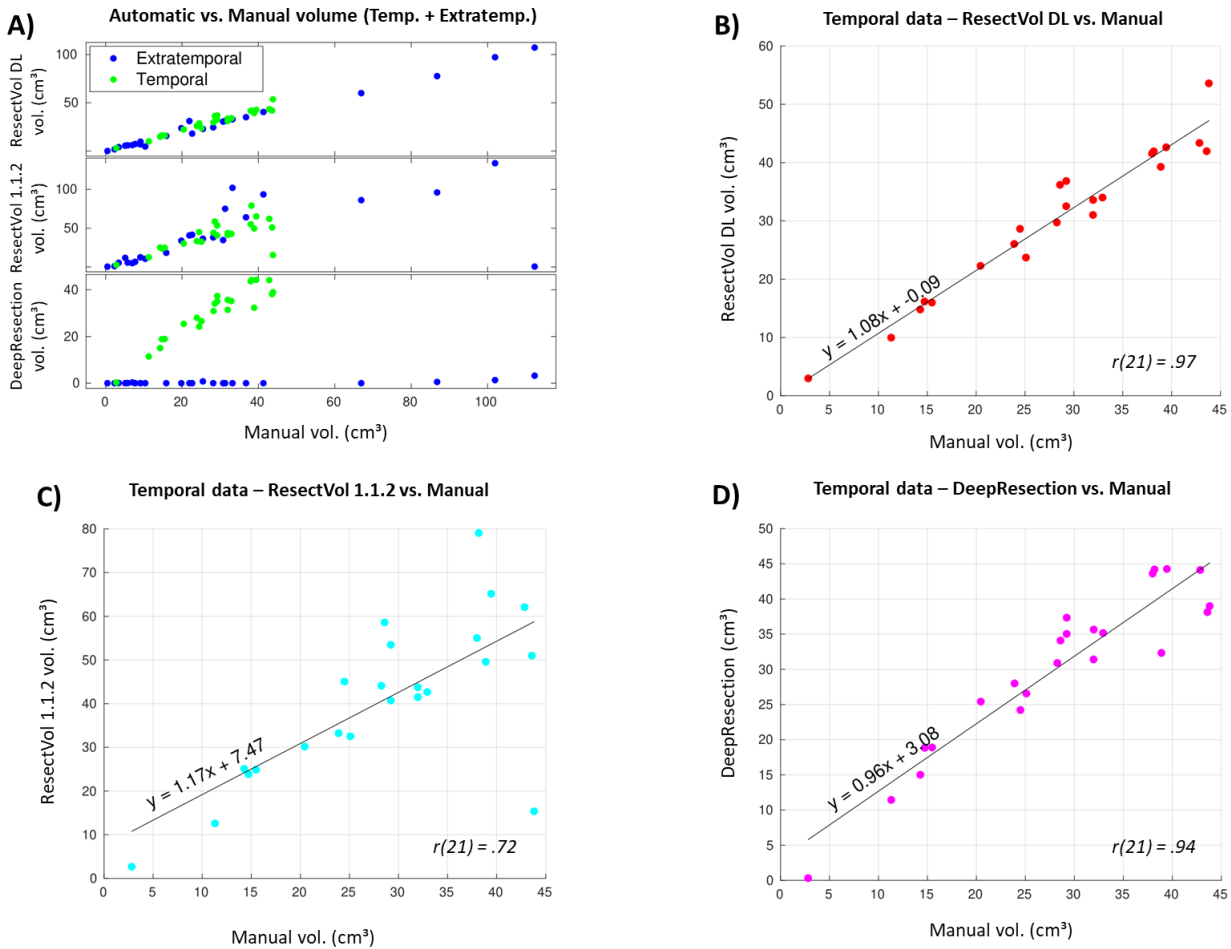 A)
Automatic vs. Manual volume (Temp. + Extratemp.)
Extratemporal
Temporal
ResectVol DL
vol. (cm³)
100
50
ResectVol 1.1.2
vol. (cm³)
100
50
0
DeepResection
vol. (cm³)
40
20
0
0 20 40 60 80 100
Manual vol. (cm³)
B)
Temporal data – ResectVol DL vs. Manual
ResectVol DL vol. (cm³)
60
50
40
30
20
10
0
y = 1.08x + -0.09
r(21) = .97
0 5 10 15 20 25 30 35 40 45
Manual vol. (cm³)
C)
Temporal data – ResectVol 1.1.2 vs. Manual
ResectVol 1.1.2 vol. (cm³)
80
70
60
50
40
30
20
10
0
y = 1.17x + 7.47
r(21) = .72
0 5 10 15 20 25 30 35 40 45
Manual vol. (cm³)
D)
Temporal data – DeepResection vs. Manual
DeepResection (cm³)
50
45
40
35
30
25
20
15
10
5
0
y = 0.96x + 3.08
r(21) = .94
0 5 10 15 20 25 30 35 40 45
Manual vol. (cm³)